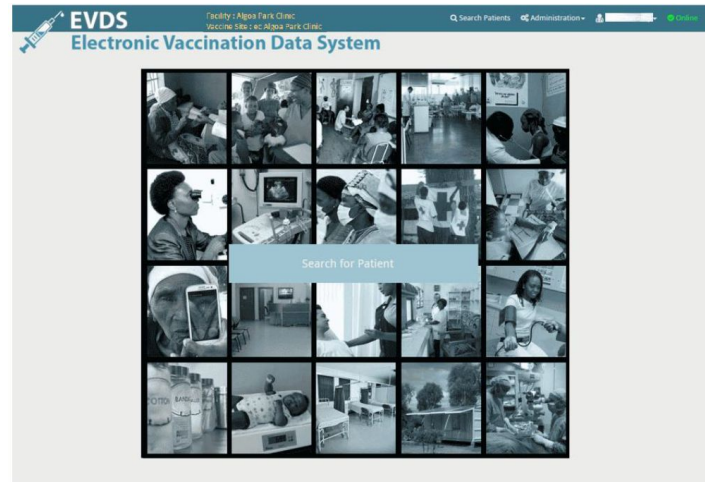 EVDS
Electronic Vaccination Data System
Facility : Algoa Park Clinic
Vaccine Site : ec Algoa Park Clinic
Search Patients
Administration
Online
Search for Patient
COTTON